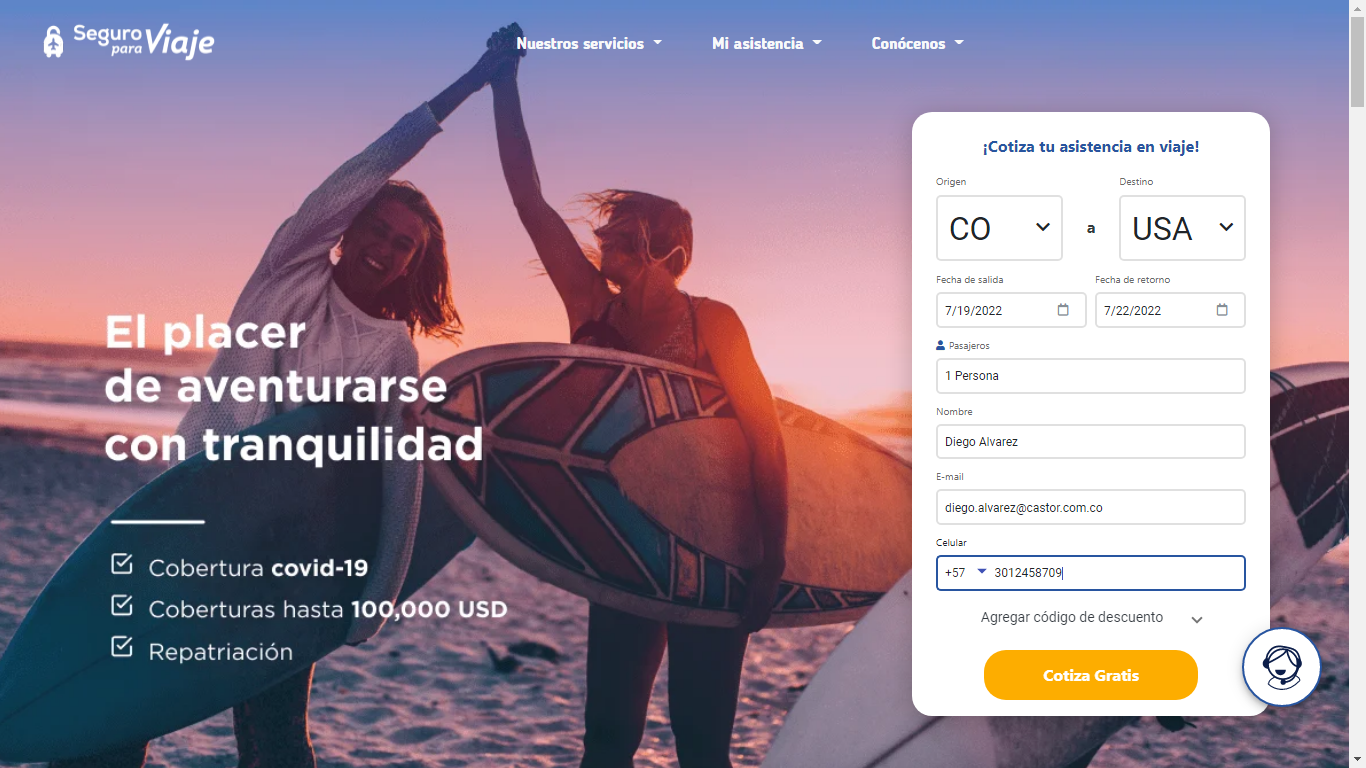 Seguro para Viaje
Nuestros servicios
Mi asistencia
Conócenos
El placer
de aventurarse
con tranquilidad
Cobertura covid-19
Coberturas hasta 100,000 USD
Repatriación
¡Cotiza tu asistencia en viaje!
Origen
Destino
CO
a
USA
Fecha de salida
Fecha de retorno
7/19/2022
7/22/2022
Pasajeros
1 Persona
Nombre
Diego Alvarez
E-mail
diego.alvarez@castor.com.co
Celular
+57 3012458709
Agregar código de descuento
Cotiza Gratis